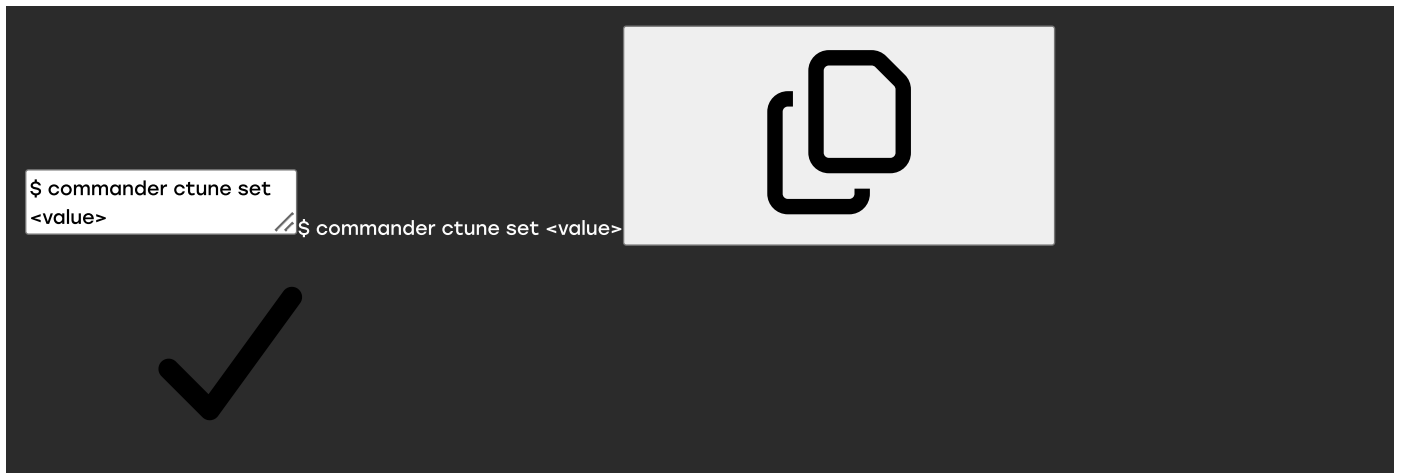 $ commander ctune set
<value>
$ commander ctune set <value>